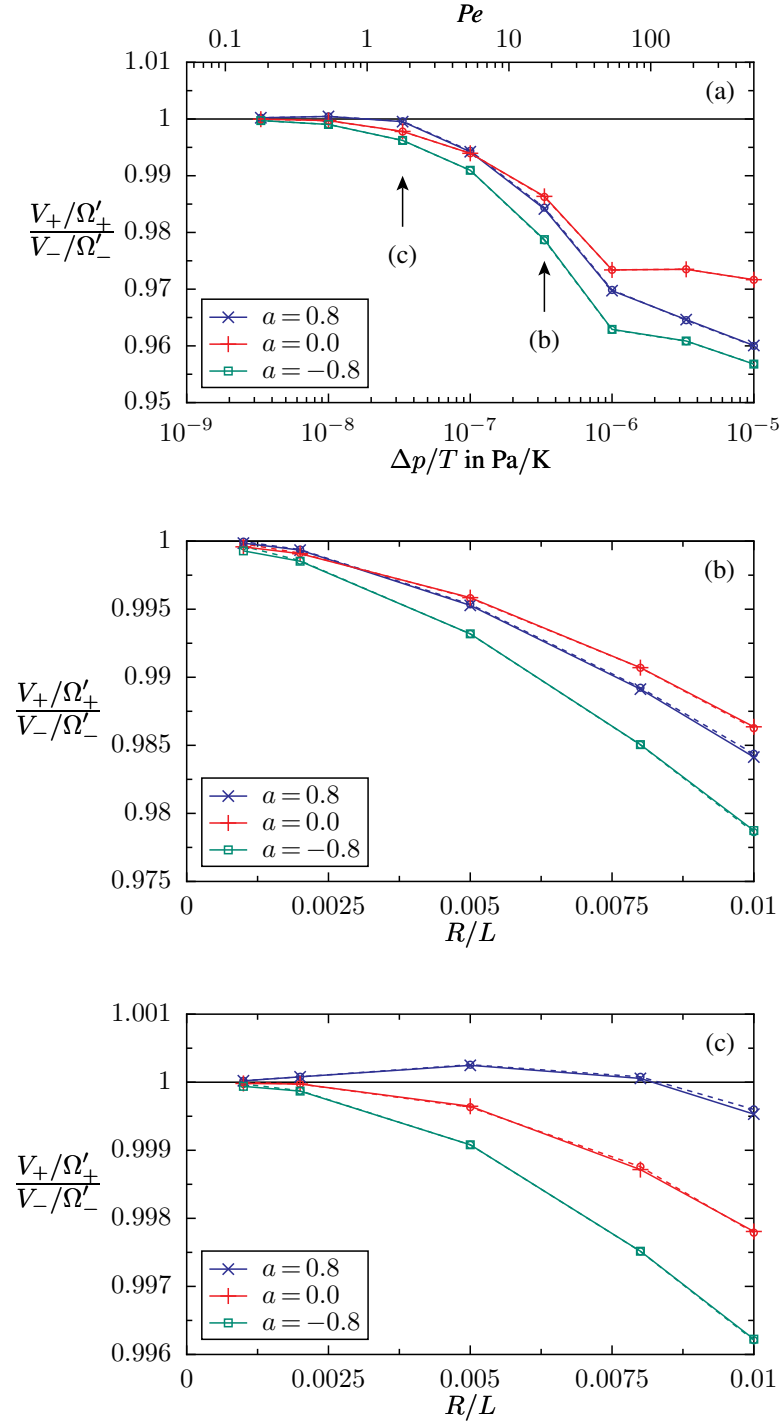 Pe
0.1 1 10 100
1.01
1
0.99
0.98
0.97
0.96
0.95
V₊/Ω′₊
V₋/Ω′₋
(a)
(c)
(b)
a = 0.8
a = 0.0
a = −0.8
10⁻⁹ 10⁻⁸ 10⁻⁷ 10⁻⁶ 10⁻⁵
Δp/T in Pa/K
1
0.995
0.99
0.985
0.98
0.975
V₊/Ω′₊
V₋/Ω′₋
(b)
a = 0.8
a = 0.0
a = −0.8
0 0.0025 0.005 0.0075 0.01
R/L
1.001
1
0.999
0.998
0.997
0.996
V₊/Ω′₊
V₋/Ω′₋
(c)
a = 0.8
a = 0.0
a = −0.8
0 0.0025 0.005 0.0075 0.01
R/L